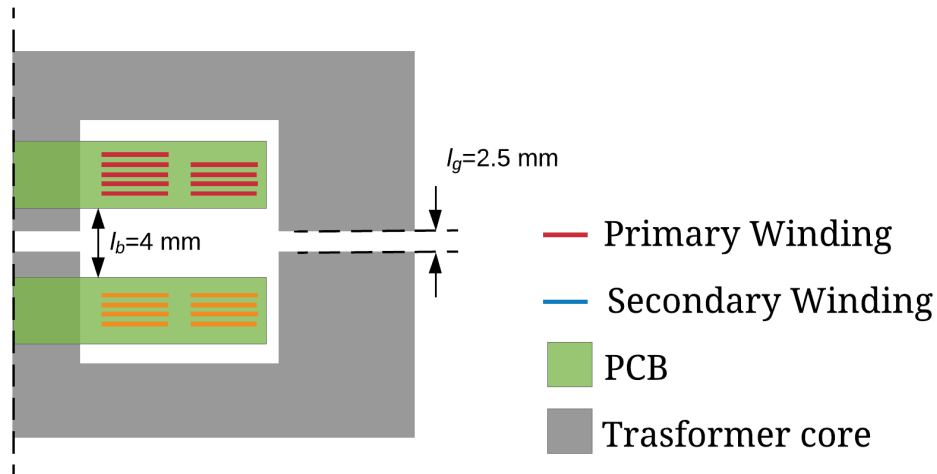 l_g=2.5 mm
l_b=4 mm
Primary Winding
Secondary Winding
PCB
Trasformer core